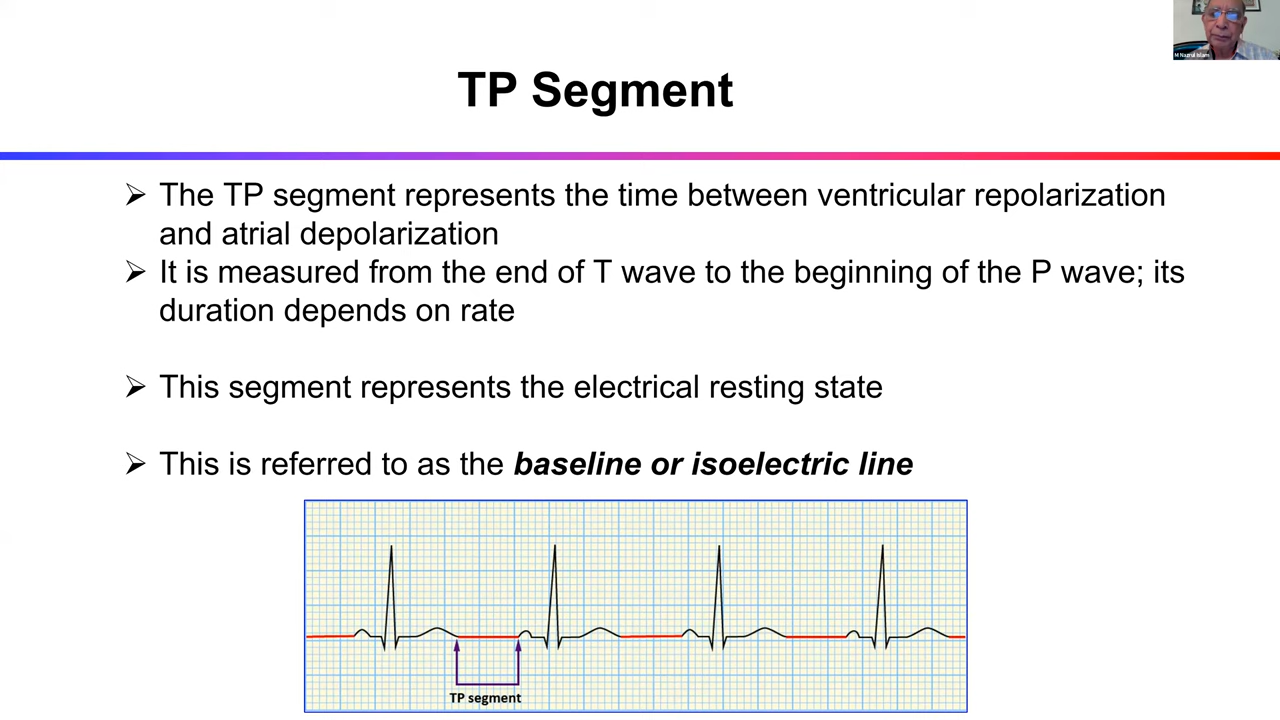 M Nazrul Islam
TP Segment
➢ The TP segment represents the time between ventricular repolarization
and atrial depolarization
➢ It is measured from the end of T wave to the beginning of the P wave; its
duration depends on rate
➢ This segment represents the electrical resting state
➢ This is referred to as the baseline or isoelectric line
TP segment